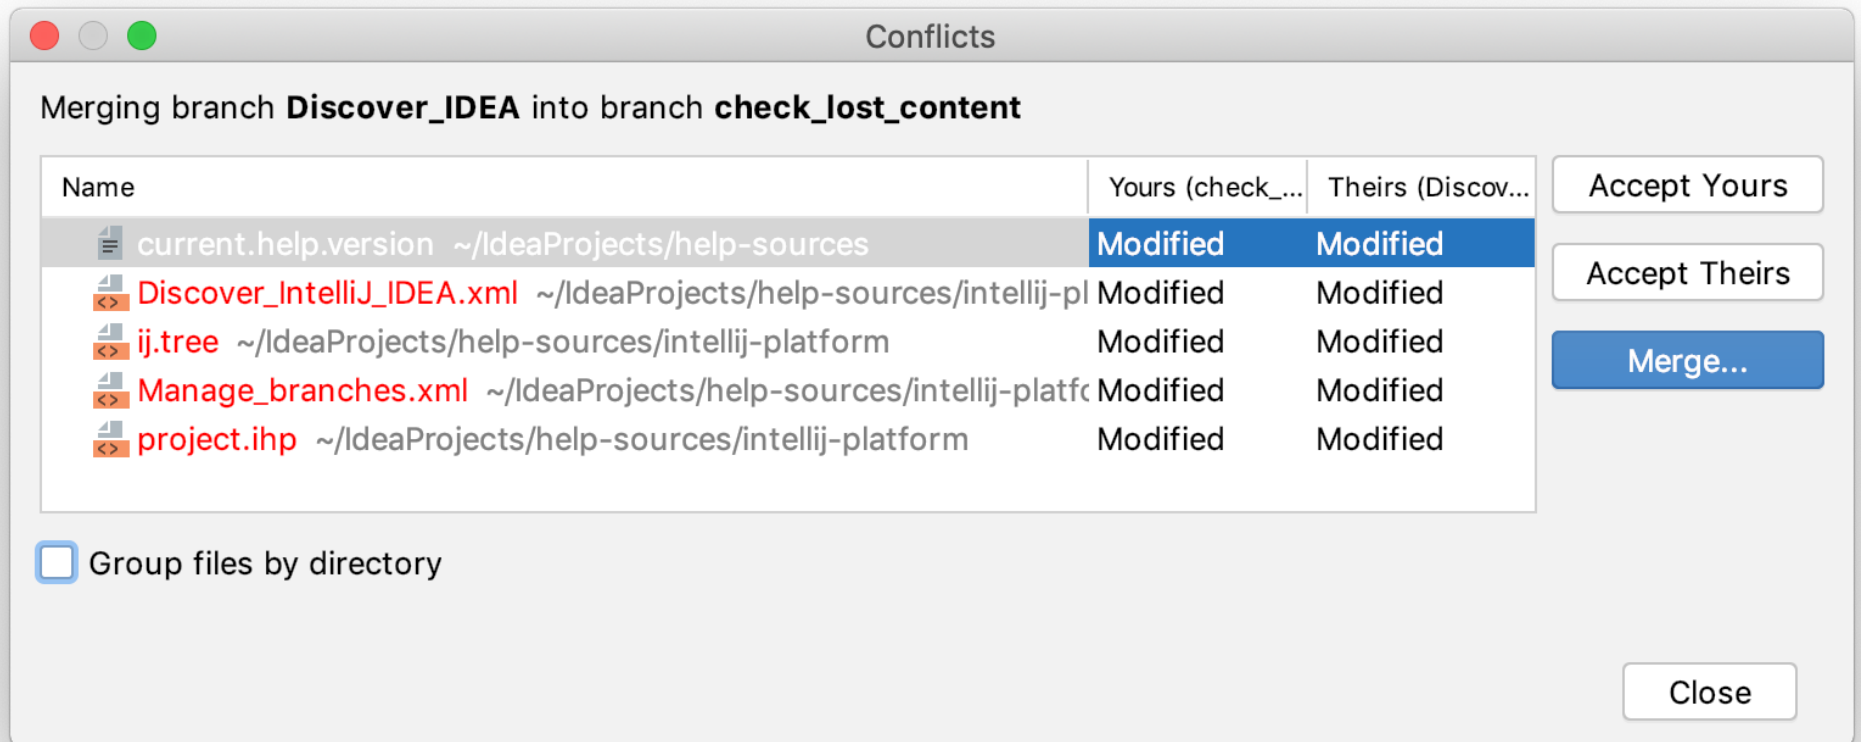 Conflicts
Merging branch Discover_IDEA into branch check_lost_content
Name Yours (check_... Theirs (Discov...
current.help.version ~/IdeaProjects/help-sources Modified Modified
Discover_IntelliJ_IDEA.xml ~/IdeaProjects/help-sources/intellij-pl Modified Modified
ij.tree ~/IdeaProjects/help-sources/intellij-platform Modified Modified
Manage_branches.xml ~/IdeaProjects/help-sources/intellij-platfc Modified Modified
project.ihp ~/IdeaProjects/help-sources/intellij-platform Modified Modified
Accept Yours
Accept Theirs
Merge...
Group files by directory
Close